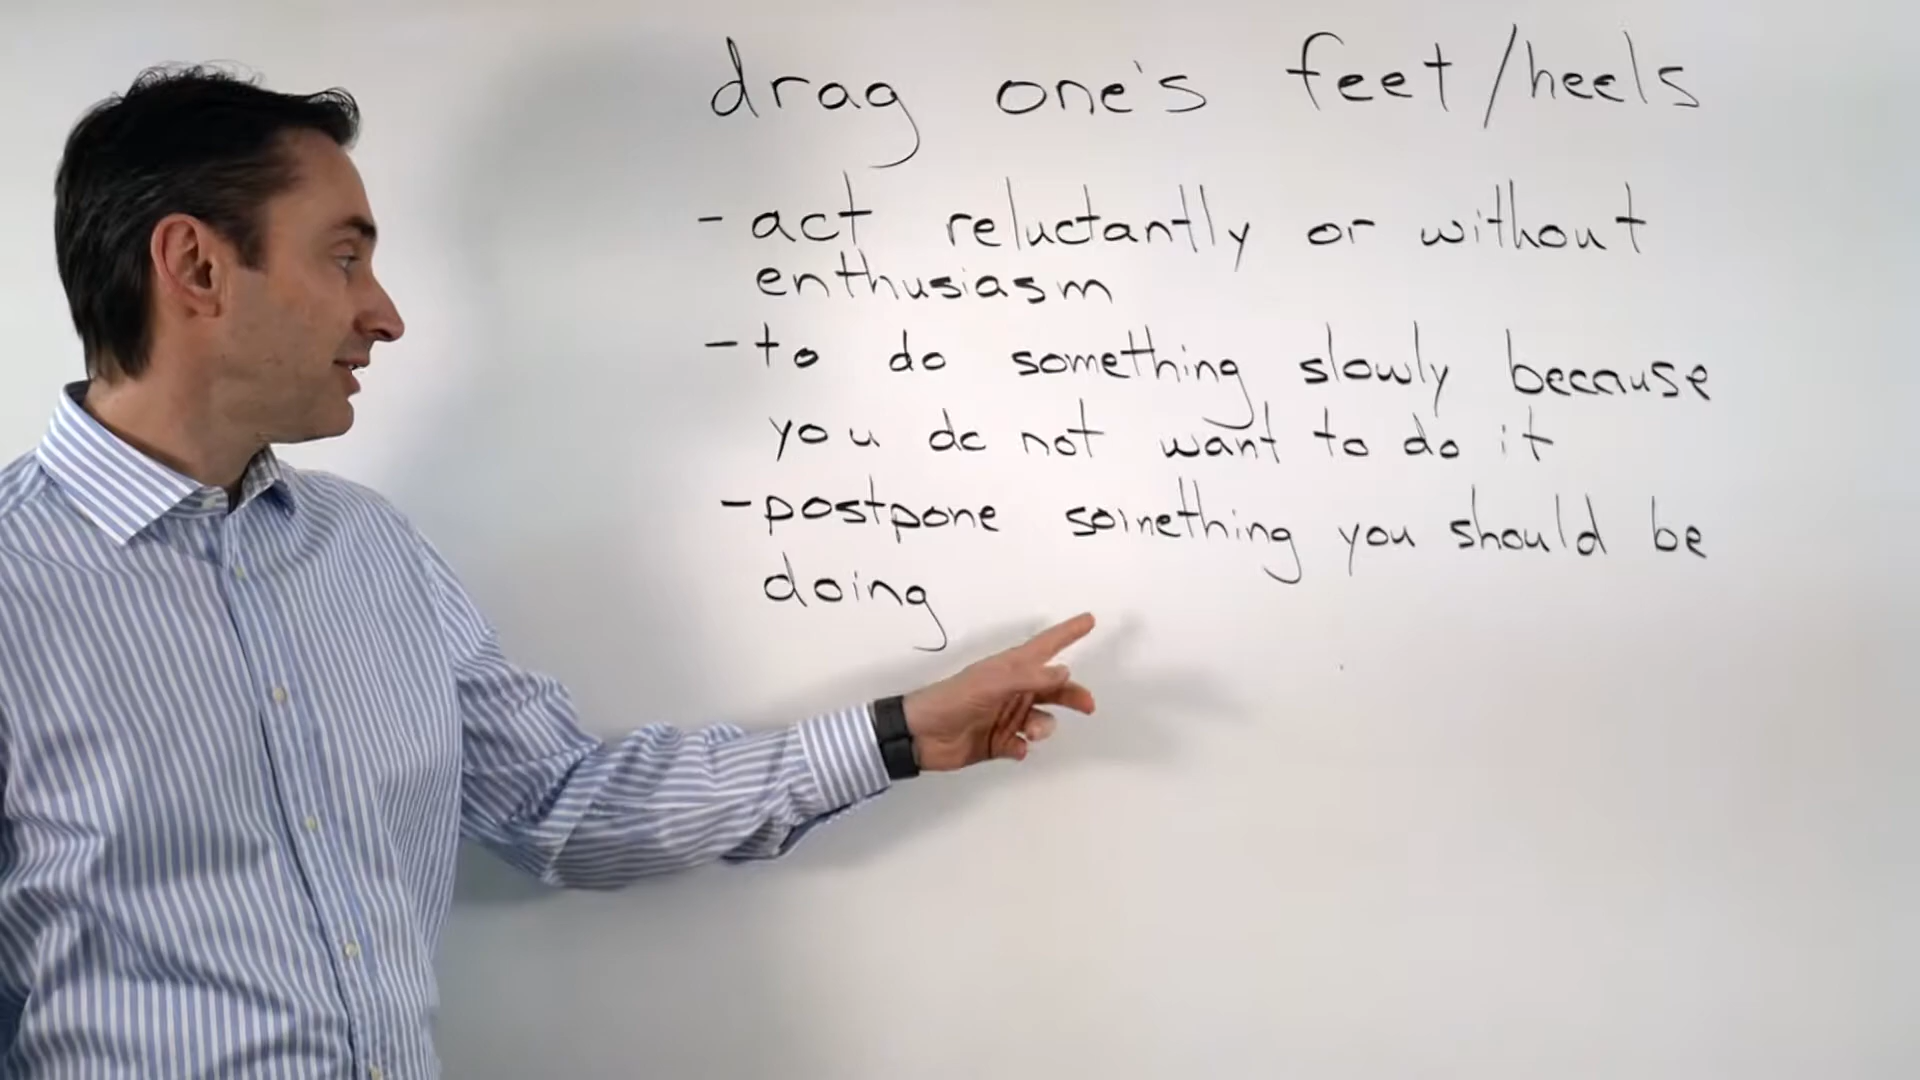 drag one's feet/heels
- act reluctantly or without
enthusiasm
- to do something slowly because
you do not want to do it
- postpone something you should be
doing